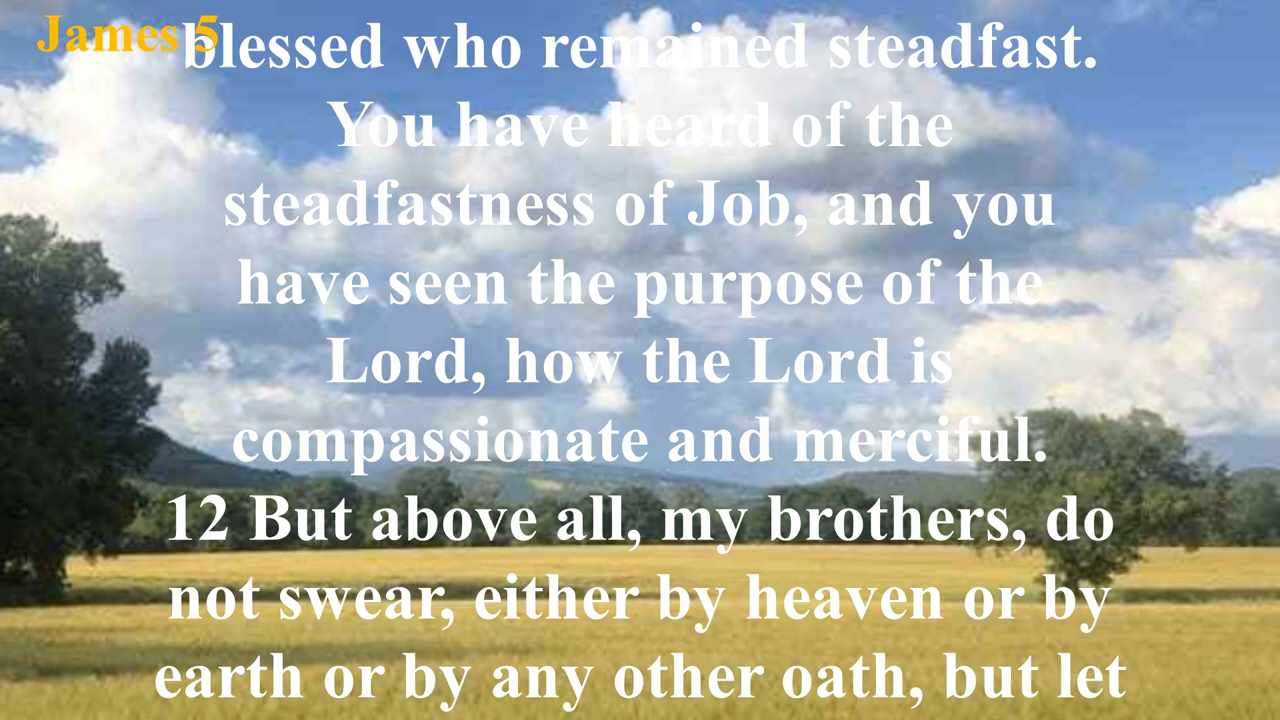 James 5
blessed who remained steadfast.
You have heard of the
steadfastness of Job, and you
have seen the purpose of the
Lord, how the Lord is
compassionate and merciful.
12 But above all, my brothers, do
not swear, either by heaven or by
earth or by any other oath, but let